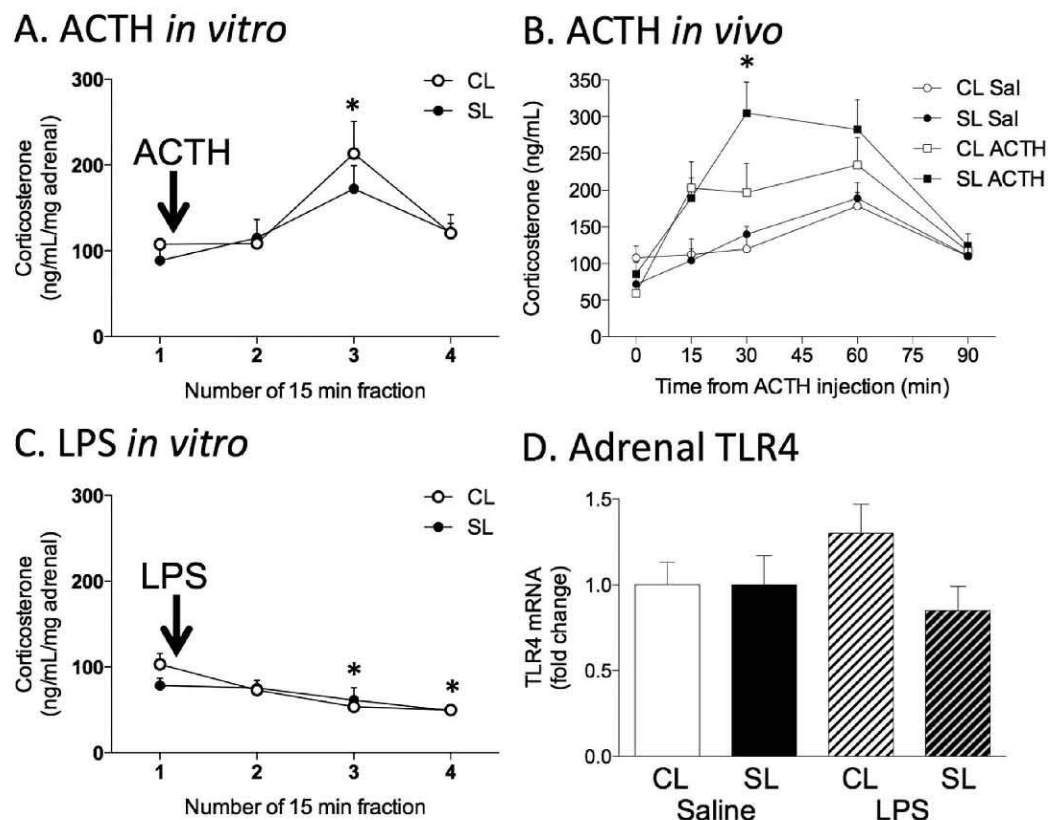 A. ACTH in vitro
300
200
100
0
Corticosterone
(ng/mL/mg adrenal)
ACTH
*
CL
SL
1 2 3 4
Number of 15 min fraction
B. ACTH in vivo
350
300
250
200
150
100
50
0
Corticosterone (ng/mL)
*
CL Sal
SL Sal
CL ACTH
SL ACTH
0 15 30 45 60 75 90
Time from ACTH injection (min)
C. LPS in vitro
300
200
100
0
Corticosterone
(ng/mL/mg adrenal)
LPS
* *
CL
SL
1 2 3 4
Number of 15 min fraction
D. Adrenal TLR4
1.5
1.0
0.5
0.0
TLR4 mRNA
(fold change)
CL SL CL SL
Saline LPS